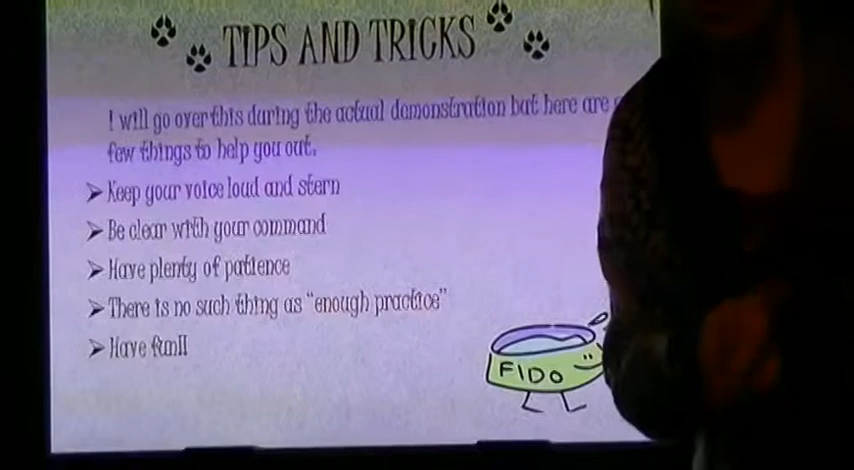 TIPS AND TRICKS
I will go over this during the actual demonstration but here are
few things to help you out.
➢ Keep your voice loud and stern
➢ Be clear with your command
➢ Have plenty of patience
➢ There is no such thing as “enough practice”
➢ Have fun!!
FIDO